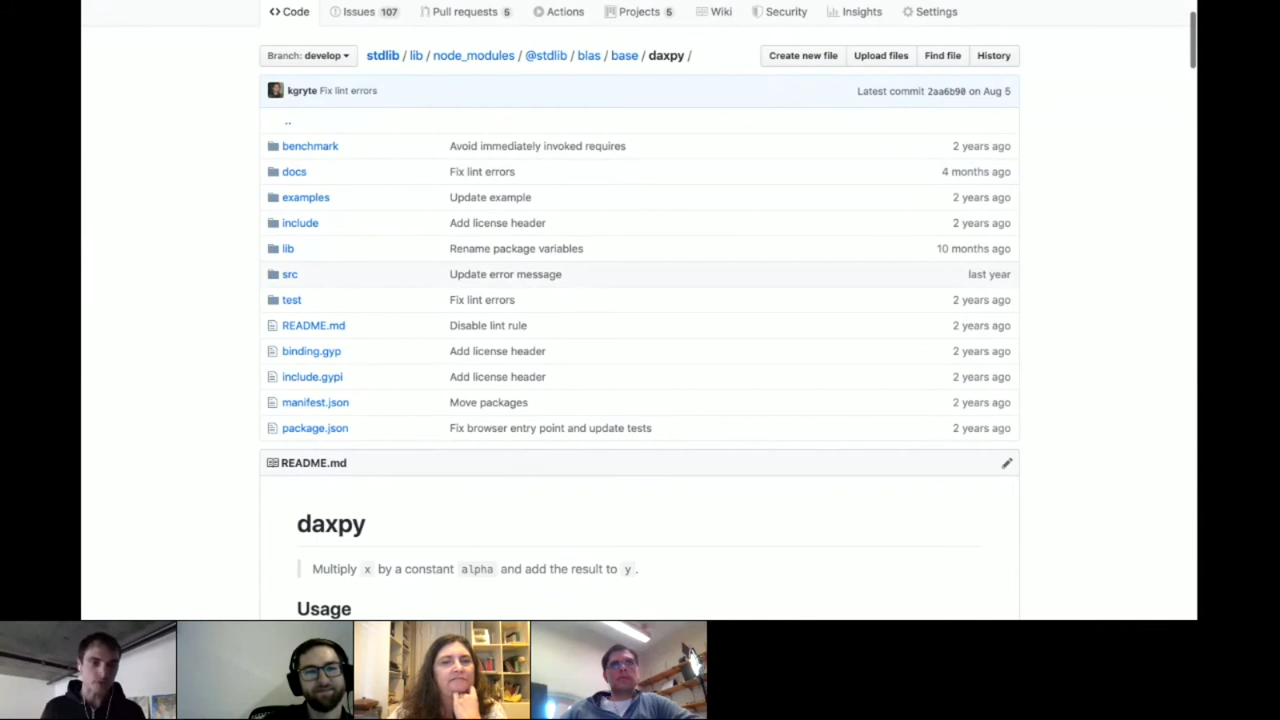 Code Issues 107 Pull requests 5 Actions Projects 5 Wiki Security Insights Settings
Branch: develop stdlib / lib / node_modules / @stdlib / blas / base / daxpy / Create new file Upload files Find file History
kgryte Fix lint errors Latest commit 2aa6b90 on Aug 5
..
benchmark Avoid immediately invoked requires 2 years ago
docs Fix lint errors 4 months ago
examples Update example 2 years ago
include Add license header 2 years ago
lib Rename package variables 10 months ago
src Update error message last year
test Fix lint errors 2 years ago
README.md Disable lint rule 2 years ago
binding.gyp Add license header 2 years ago
include.gypi Add license header 2 years ago
manifest.json Move packages 2 years ago
package.json Fix browser entry point and update tests 2 years ago
README.md
daxpy
Multiply x by a constant alpha and add the result to y.
Usage